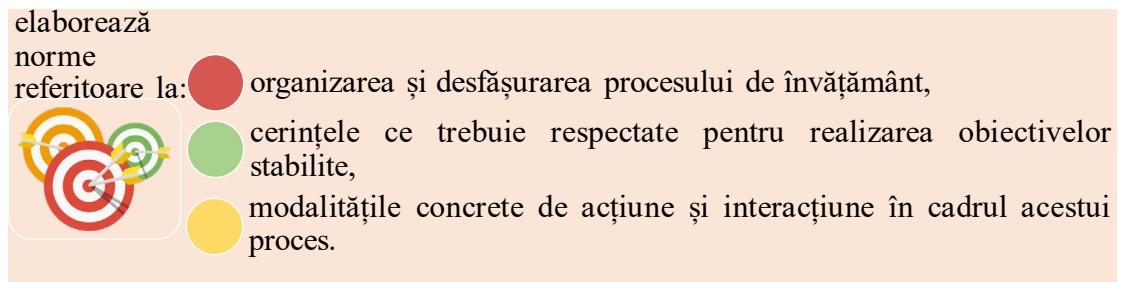 elaborează
norme
referitoare la:
organizarea și desfășurarea procesului de învățământ,
cerințele ce trebuie respectate pentru realizarea obiectivelor
stabilite,
modalitățile concrete de acțiune și interacțiune în cadrul acestui
proces.